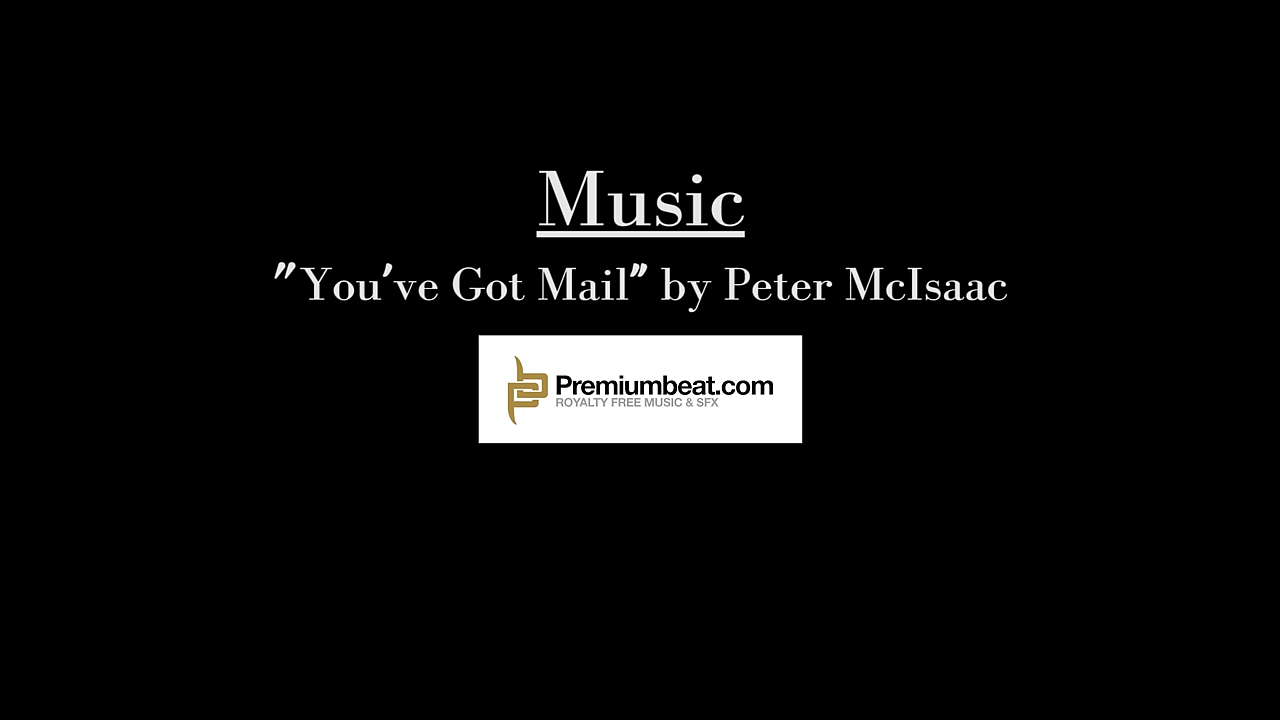 Music
"You've Got Mail" by Peter McIsaac
Premiumbeat.com
ROYALTY FREE MUSIC & SFX